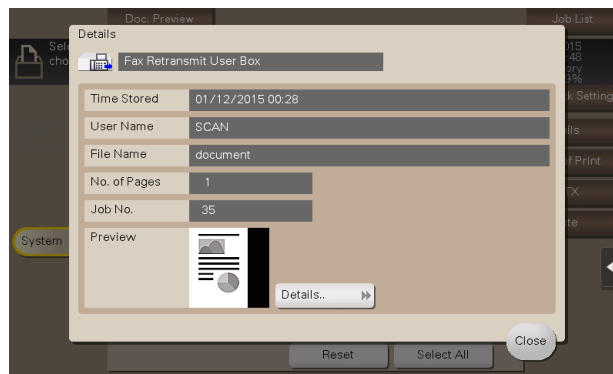 Doc. Preview
Job List
Details
Fax Retransmit User Box
Time Stored 01/12/2015 00:28
User Name SCAN
File Name document
No. of Pages 1
Job No. 35
Preview
Details..
System
Close
Reset
Select All